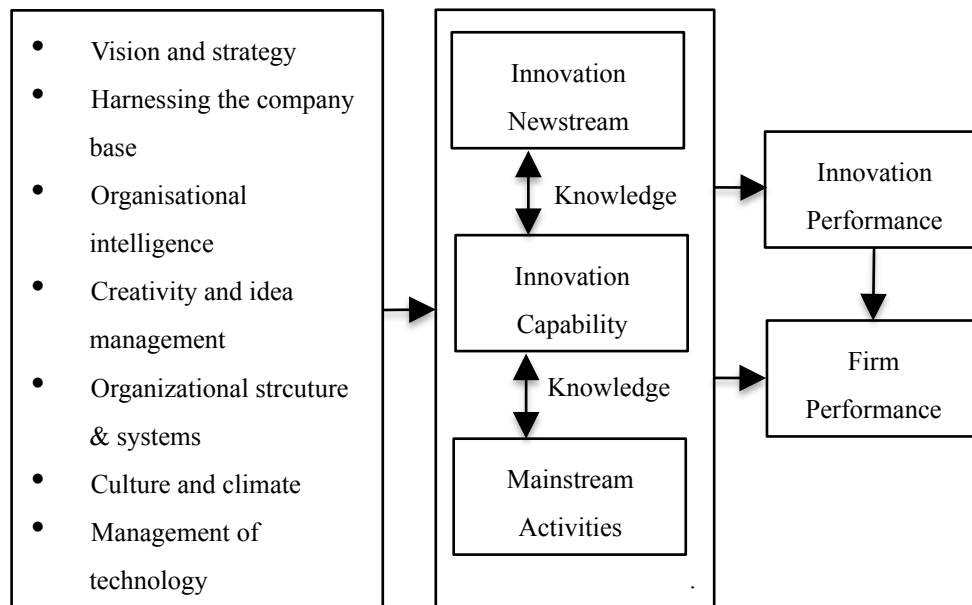 • Vision and strategy
• Harnessing the company
base
• Organisational
intelligence
• Creativity and idea
management
• Organizational strcuture
& systems
• Culture and climate
• Management of
technology
Innovation
Newstream
Knowledge
Innovation
Capability
Knowledge
Mainstream
Activities
.
Innovation
Performance
Firm
Performance